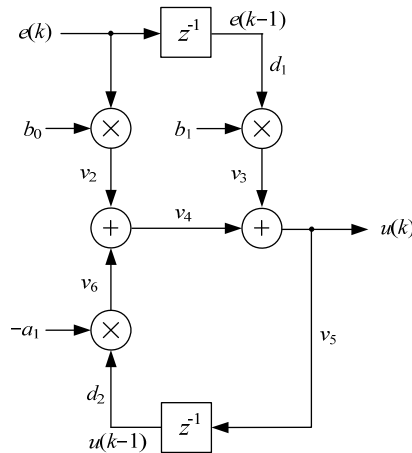 e(k)
z⁻¹
e(k−1)
d₁
b₀
×
b₁
×
v₂
v₃
+
v₄
+
u(k)
v₆
−a₁
×
v₅
d₂
u(k−1)
z⁻¹